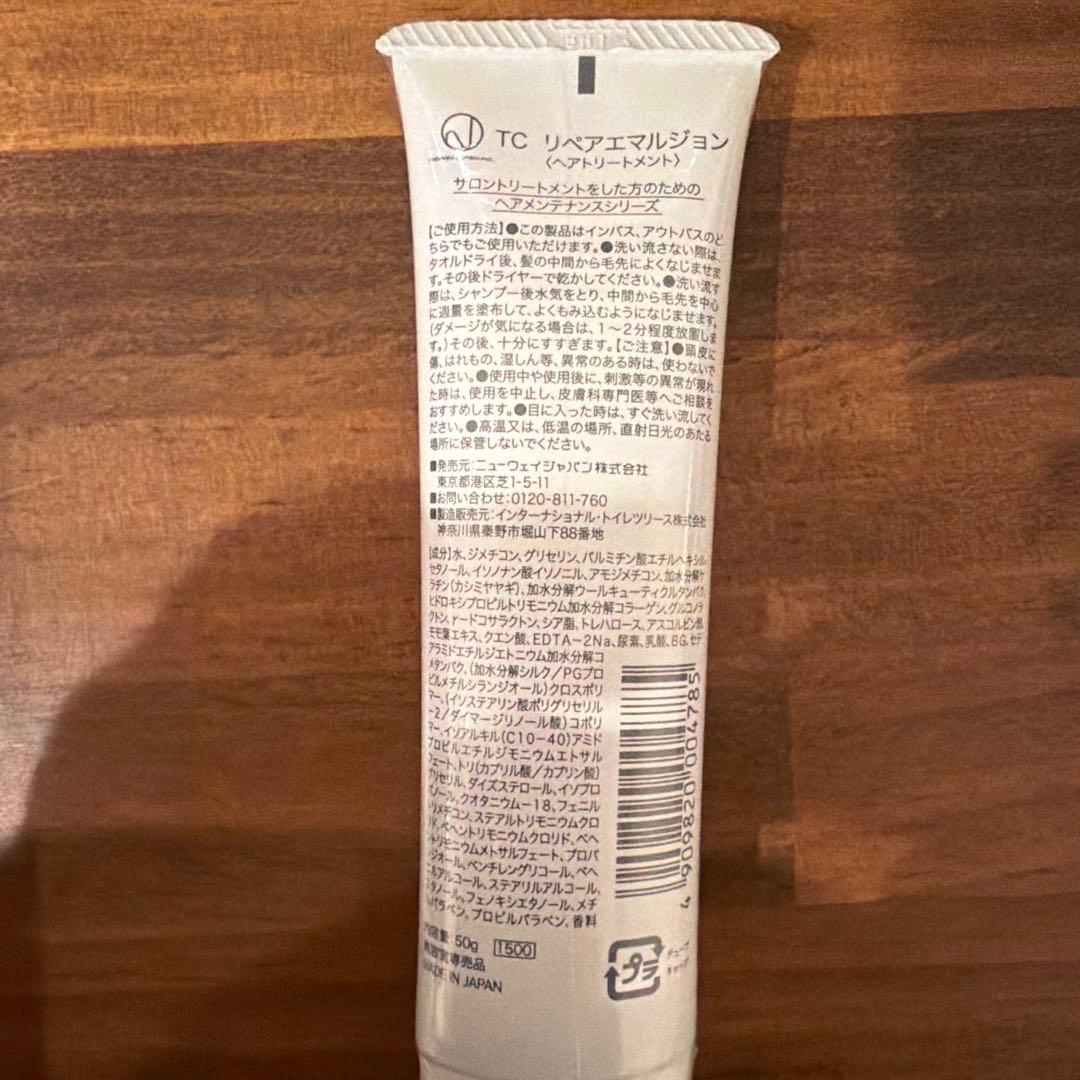 TC リペアエマルジョン
〈ヘアトリートメント〉
サロントリートメントをした方のための
ヘアメンテナンスシリーズ
【ご使用方法】●この製品はインバス、アウトバスのど
ちらでもご使用いただけます。●洗い流さない際は、
タオルドライ後、髪の中間から毛先によくなじませま
す。その後ドライヤーで乾かしてください。●洗い流す
際は、シャンプー後水気をとり、中間から毛先を中心
に適量を塗布して、よくもみ込むようになじませます。
(ダメージが気になる場合は、1〜2分程度放置しま
す。)その後、十分にすすぎます。【ご注意】●頭皮に
傷、はれもの、湿しん等、異常のある時は、使わないで
ください。●使用中や使用後に、刺激等の異常が現れ
た時は、使用を中止し、皮膚科専門医等へご相談を
おすすめします。●目に入った時は、すぐ洗い流してく
ださい。●高温又は、低温の場所、直射日光のあたる
場所に保管しないでください。
■発売元:ニューウェイジャパン株式会社
東京都港区芝1-5-11
■お問い合わせ:0120-811-760
■製造販売元:インターナショナル・トイレツリース株式会社
神奈川県秦野市堀山下88番地
【成分】水、ジメチコン、グリセリン、パルミチン酸エチルヘキシル、
セタノール、イソノナン酸イソノニル、アモジメチコン、加水分解ケ
ラチン(カシミヤヤギ)、加水分解ウールキューティクルタンパク、
ヒドロキシプロピルトリモニウム加水分解コラーゲン、グルコノラ
クトン、γードコサラクトン、シア脂、トレハロース、アスコルビン酸、
モモ葉エキス、クエン酸、EDTA-2Na、尿素、乳酸、BG、セテ
アラミドエチルジエトニウム加水分解コ
メタンパク、(加水分解シルク/PGプロ
ピルメチルシランジオール)クロスポリ
マー、(イソステアリン酸ポリグリセリル
-2/ダイマージリノール酸)コポリ
マー、イソアルキル(C10-40)アミド
プロピルエチルジモニウムエトサル
フェート、トリ(カプリル酸/カプリン酸)
グリセリル、ダイズステロール、イソプロ
パノール、クオタニウム-18、フェニル
トリメチコン、ステアルトリモニウムクロ
リド、ベヘントリモニウムクロリド、ベヘ
ントリモニウムメトサルフェート、プロパ
ンジオール、ペンチレングリコール、ベヘ
ニルアルコール、ステアリルアルコール、
エタノール、フェノキシエタノール、メチ
ルパラベン、プロピルパラベン、香料
内容量:50g 1500
美容室専売品
MADE IN JAPAN
4 909820 004785
プラ
チューブ
キャップ